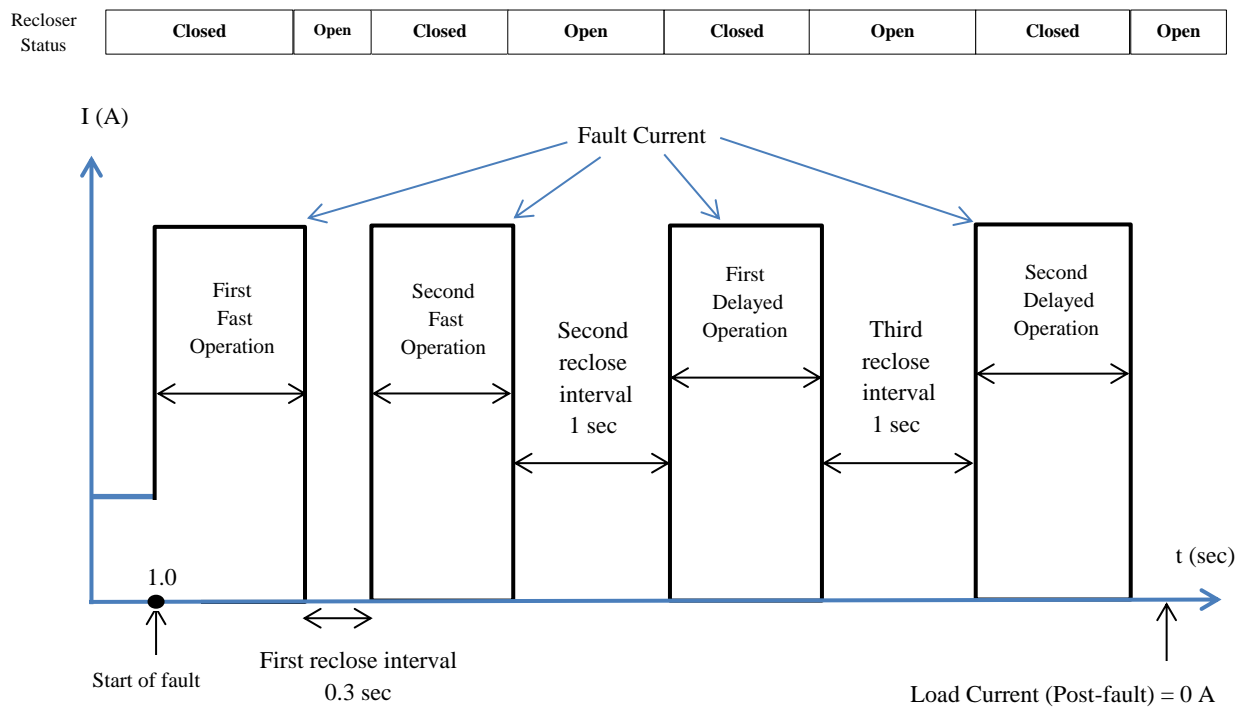 Recloser
Status
Closed
Open
Closed
Open
Closed
Open
Closed
Open
I (A)
Fault Current
First
Fast
Operation
Second
Fast
Operation
Second
reclose
interval
1 sec
First
Delayed
Operation
Third
reclose
interval
1 sec
Second
Delayed
Operation
t (sec)
1.0
Start of fault
First reclose interval
0.3 sec
Load Current (Post-fault) = 0 A